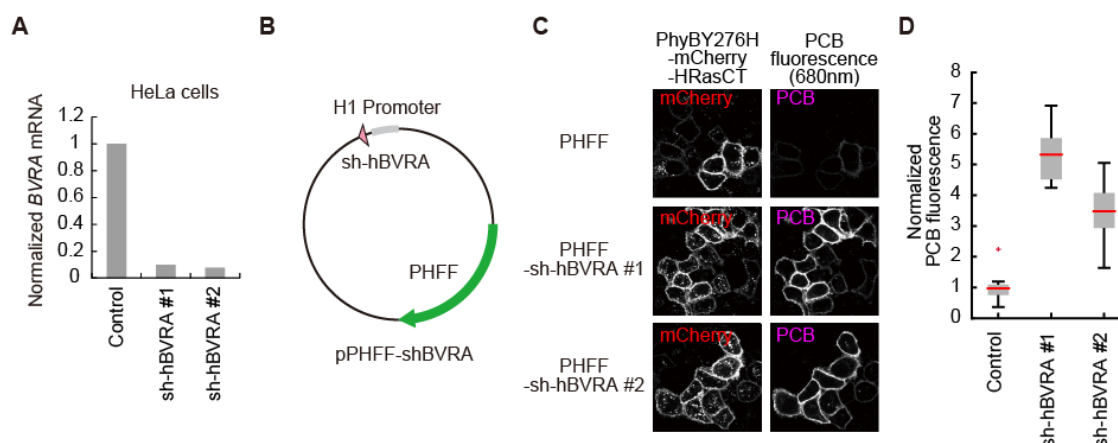 A
HeLa cells
Normalized BVRA mRNA
1.2
1
0.8
0.6
0.4
0.2
0
Control
sh-hBVRA #1
sh-hBVRA #2
B
H1 Promoter
sh-hBVRA
PHFF
pPHFF-shBVRA
C
PhyBY276H
-mCherry
-HRasCT
PCB
fluorescence
(680nm)
PHFF
mCherry
PCB
PHFF
-sh-hBVRA #1
mCherry
PCB
PHFF
-sh-hBVRA #2
mCherry
PCB
D
Normalized
PCB fluorescence
8
7
6
5
4
3
2
1
0
Control
sh-hBVRA #1
sh-hBVRA #2